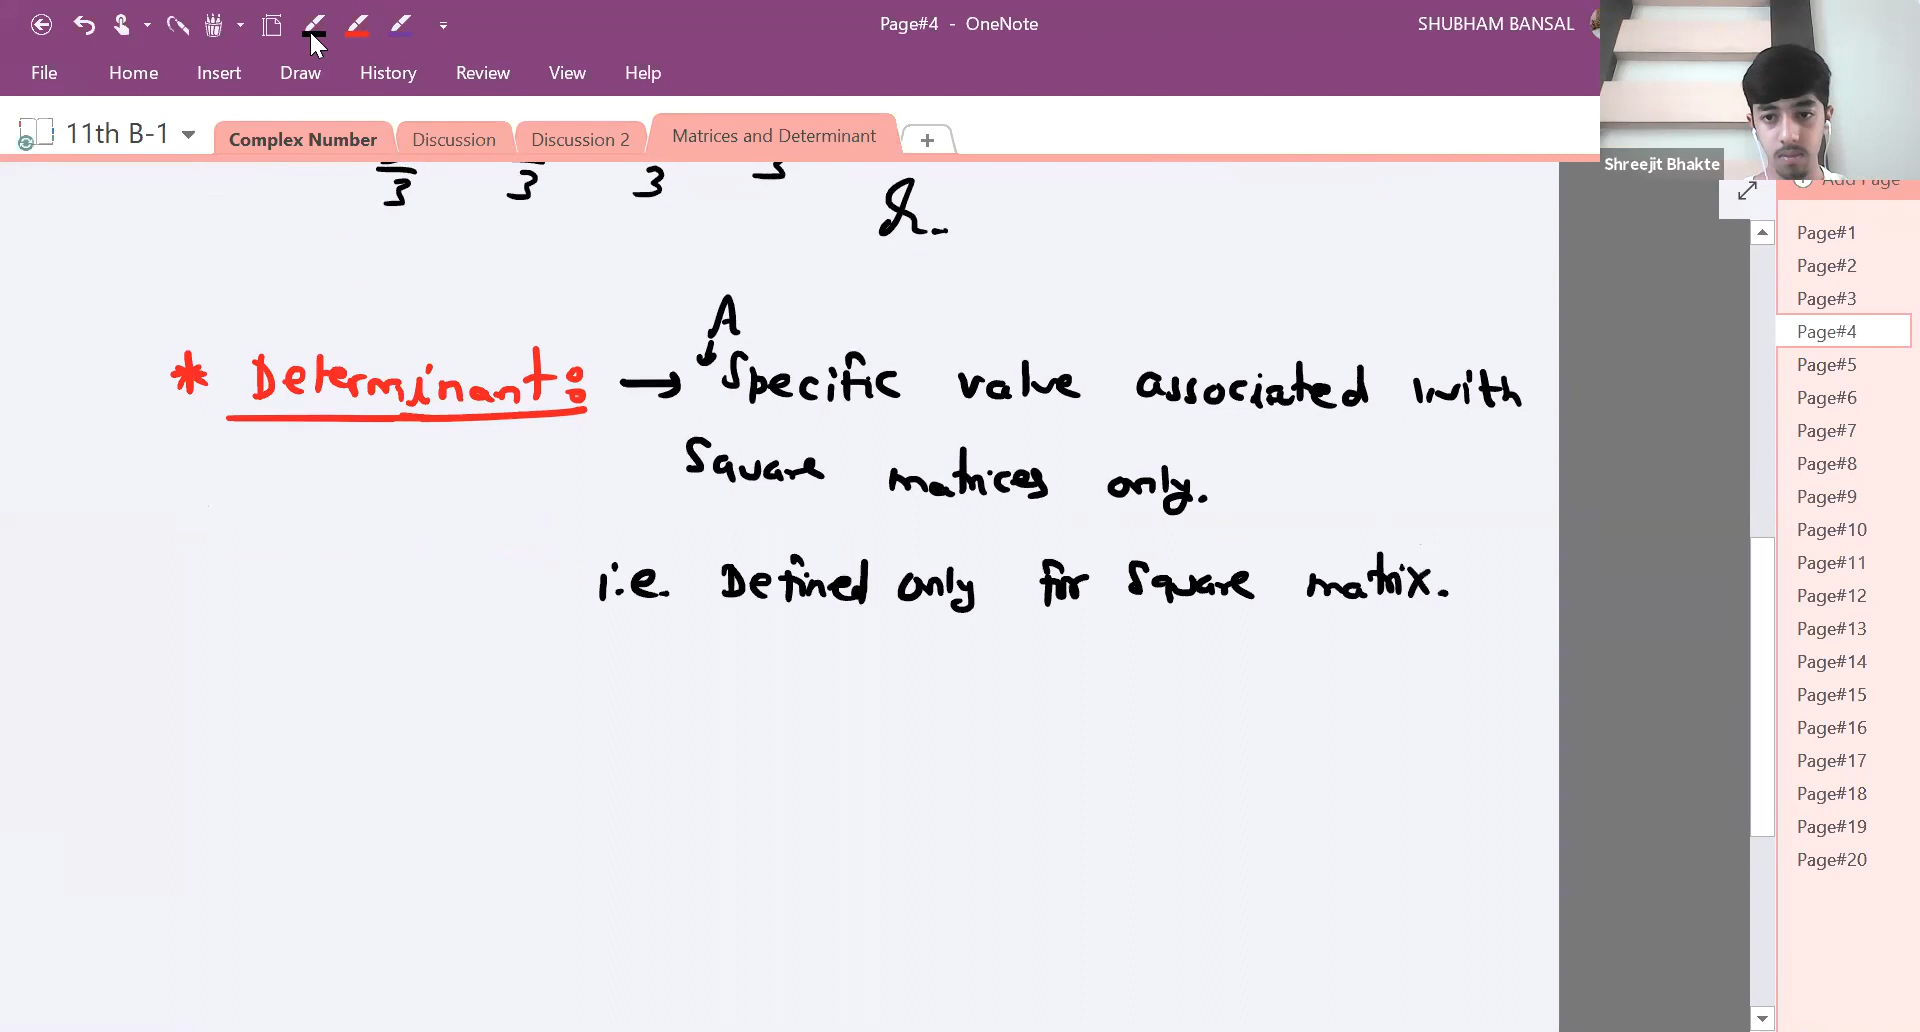 Page#4 - OneNote
SHUBHAM BANSAL
File Home Insert Draw History Review View Help
Shreejit Bhakte
11th B-1
Complex Number
Discussion
Discussion 2
Matrices and Determinant
+
Add Page
Page#1
Page#2
Page#3
Page#4
Page#5
Page#6
Page#7
Page#8
Page#9
Page#10
Page#11
Page#12
Page#13
Page#14
Page#15
Page#16
Page#17
Page#18
Page#19
Page#20
3 3 3
A
* Determinant: → Specific value associated with
Square matrices only.
i.e. Defined only for Square matrix.